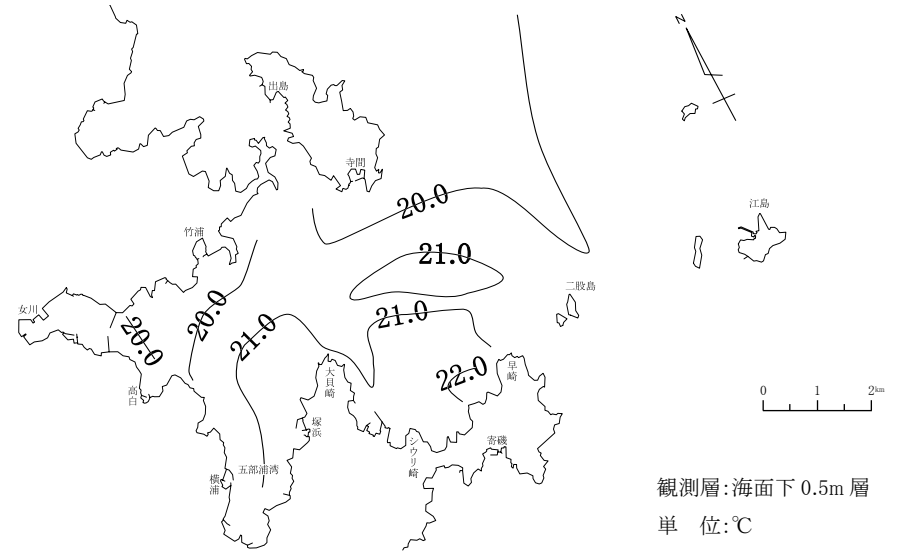 N
出島
寺間
20.0
江島
竹浦
21.0
二股島
女川
20.0
20.0
21.0
21.0
22.0
大貝崎
早崎
高白
0 1 2km
塚浜
シウリ崎
寄磯
五部浦湾
横浦
観測層:海面下 0.5m 層
単 位:℃